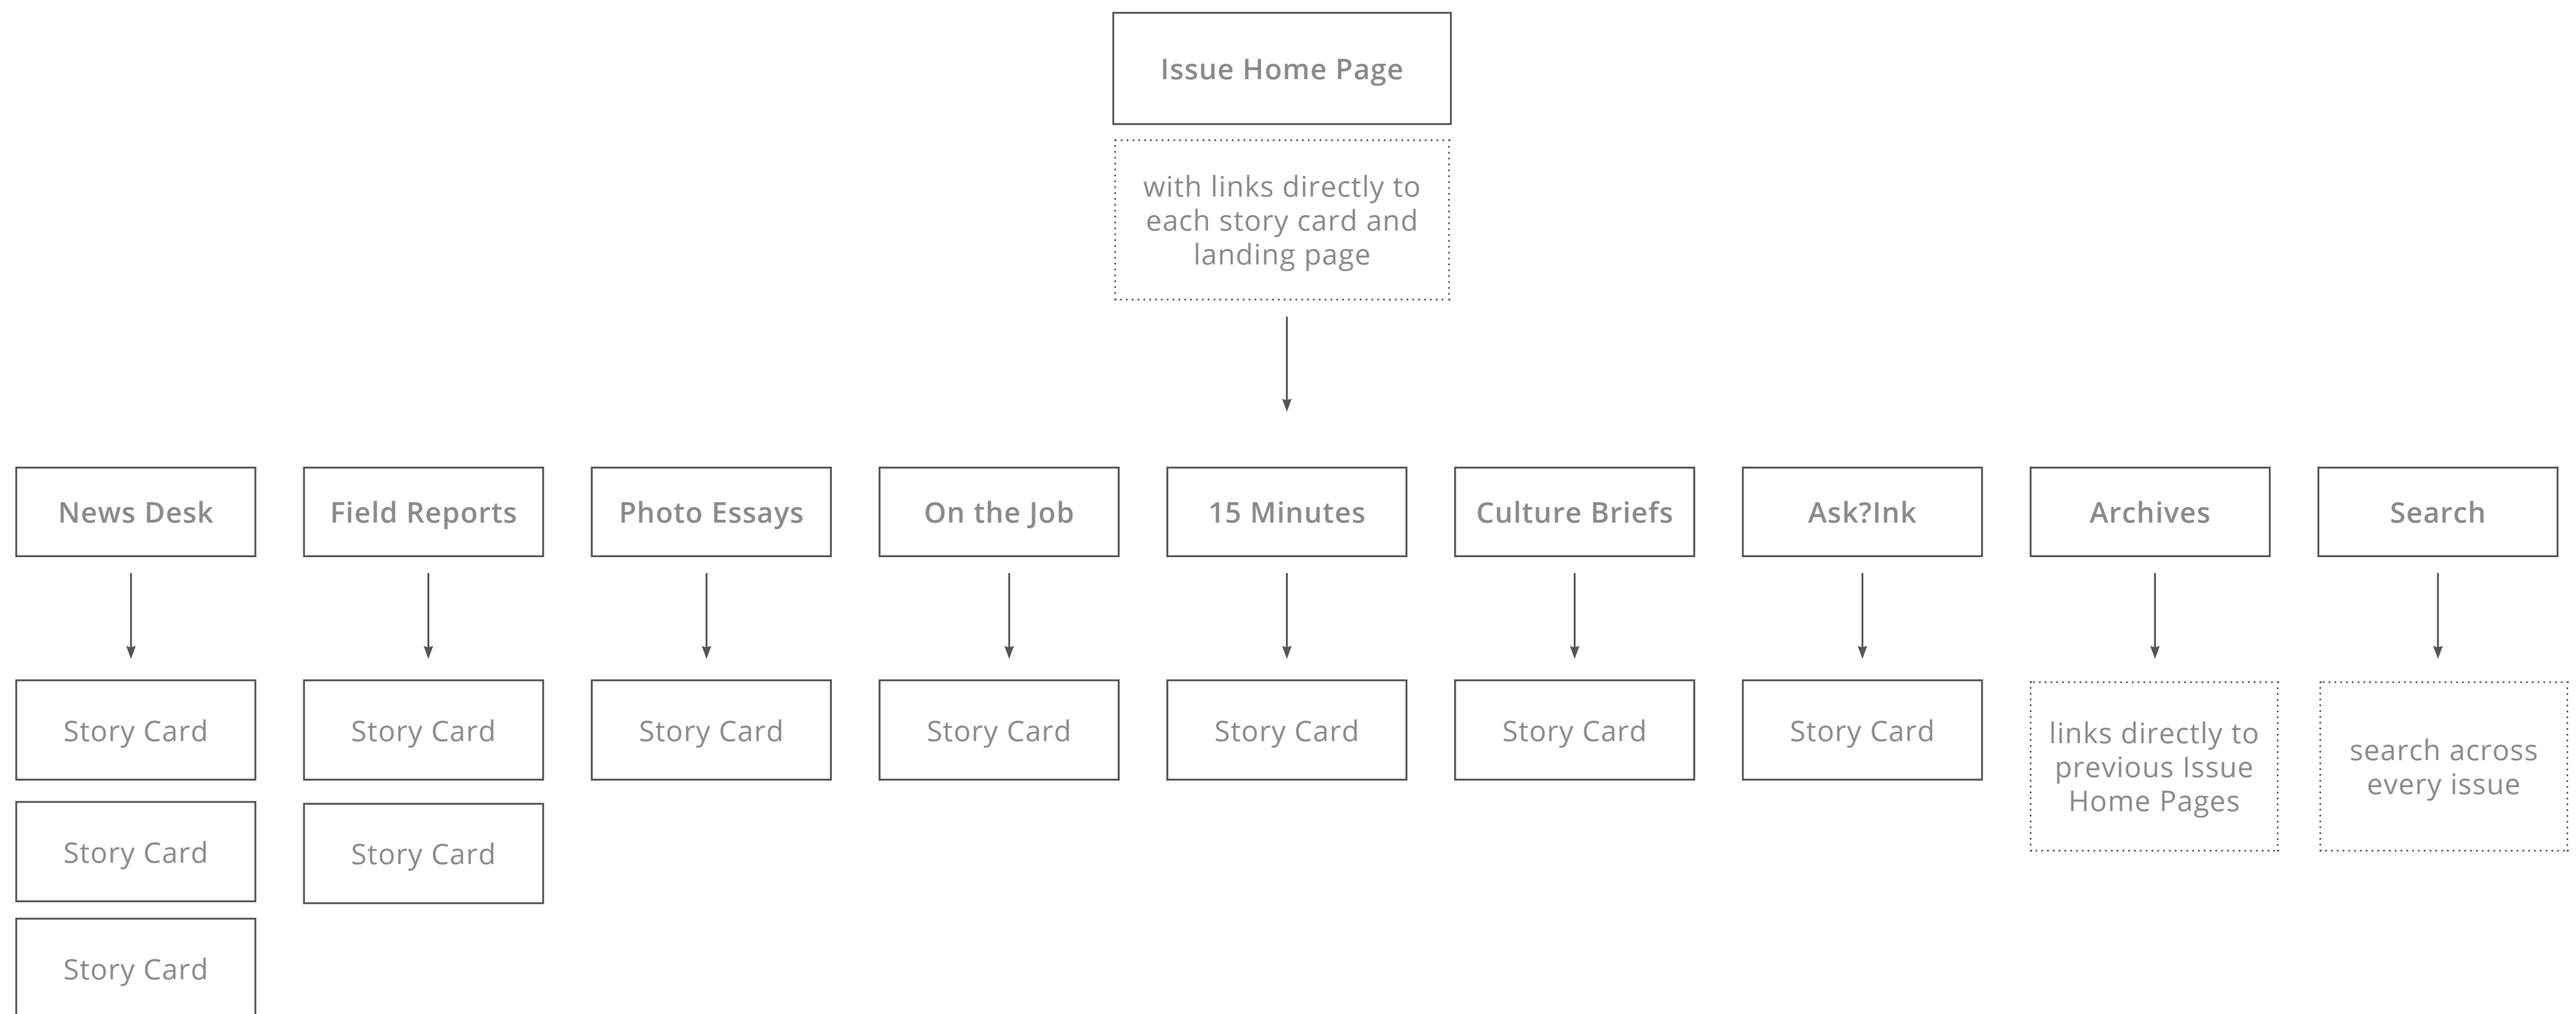 Issue Home Page
with links directly to
each story card and
landing page
News Desk
Field Reports
Photo Essays
On the Job
15 Minutes
Culture Briefs
Ask?Ink
Archives
Search
Story Card
Story Card
Story Card
Story Card
Story Card
Story Card
Story Card
links directly to
previous Issue
Home Pages
search across
every issue
Story Card
Story Card
Story Card